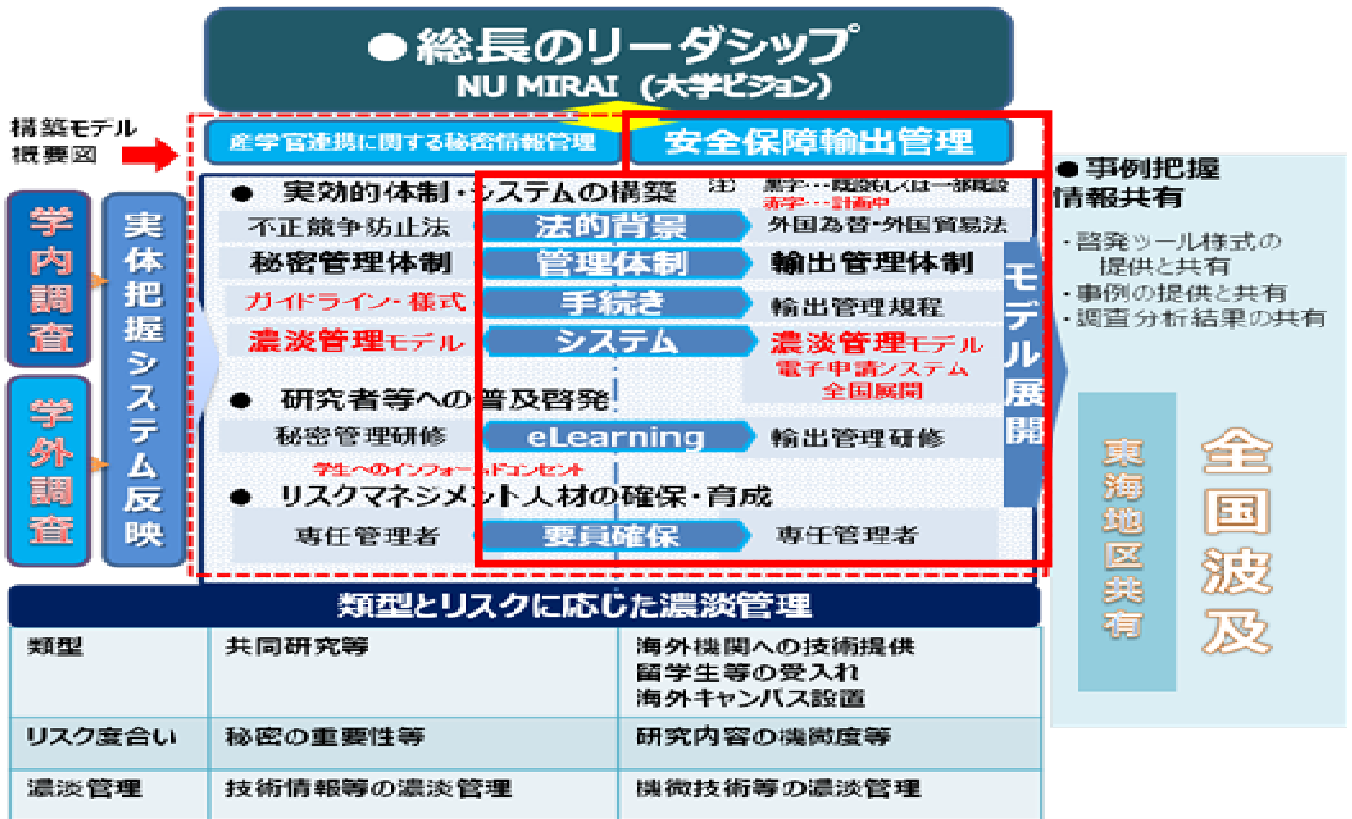 ●総長のリーダシップ
NU MIRAI（大学ビジョン）
構築モデル
概要図
産学官連携に関する秘密情報管理
安全保障輸出管理
学内調査
学外調査
実体把握システム反映
● 実効的体制・システムの構築
注） 黒字･･･既設もしくは一部既設
赤字･･･計画中
不正競争防止法 法的背景 外国為替・外国貿易法
秘密管理体制 管理体制 輸出管理体制
ガイドライン・様式 手続き 輸出管理規程
濃淡管理モデル システム 濃淡管理モデル
電子申請システム
全国展開
● 研究者等への普及啓発
秘密管理研修 eLearning 輸出管理研修
学生へのインフォームドコンセント
● リスクマネジメント人材の確保・育成
専任管理者 要員確保 専任管理者
モデル展開
●事例把握
情報共有
・啓発ツール様式の
提供と共有
・事例の提供と共有
・調査分析結果の共有
東海地区共有
全国波及
類型とリスクに応じた濃淡管理
類型 共同研究等 海外機関への技術提供
留学生等の受入れ
海外キャンパス設置
リスク度合い 秘密の重要性等 研究内容の機微度等
濃淡管理 技術情報等の濃淡管理 機微技術等の濃淡管理